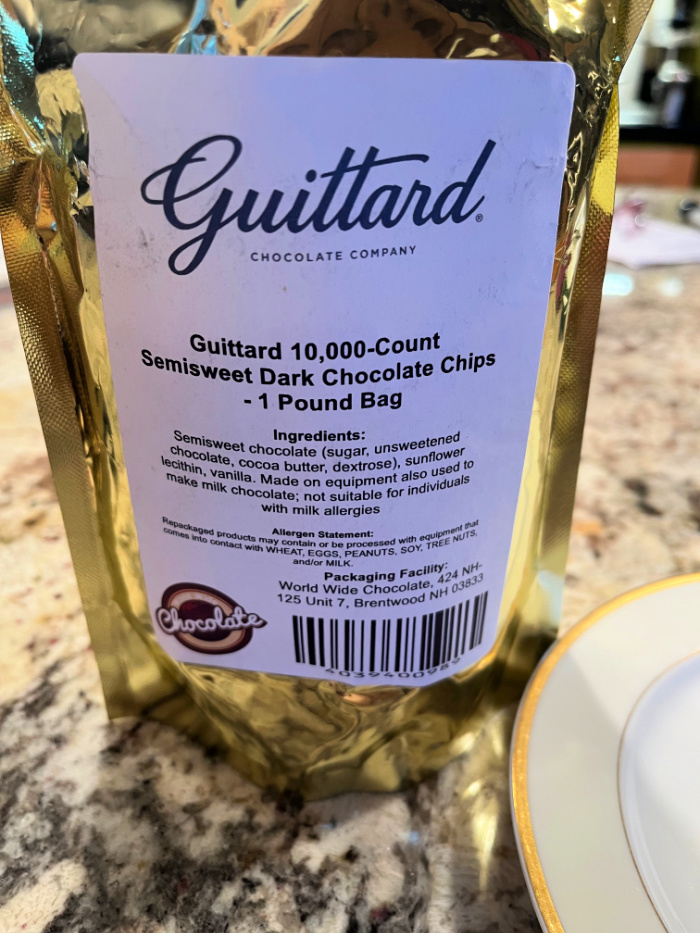 Guittard®
CHOCOLATE COMPANY
Guittard 10,000-Count
Semisweet Dark Chocolate Chips
- 1 Pound Bag
Ingredients:
Semisweet chocolate (sugar, unsweetened
chocolate, cocoa butter, dextrose), sunflower
lecithin, vanilla. Made on equipment also used to
make milk chocolate; not suitable for individuals
with milk allergies
Allergen Statement:
Repackaged products may contain or be processed with equipment that
comes into contact with WHEAT, EGGS, PEANUTS, SOY, TREE NUTS,
and/or MILK.
Packaging Facility:
World Wide Chocolate, 424 NH-
125 Unit 7, Brentwood NH 03833
Chocolate